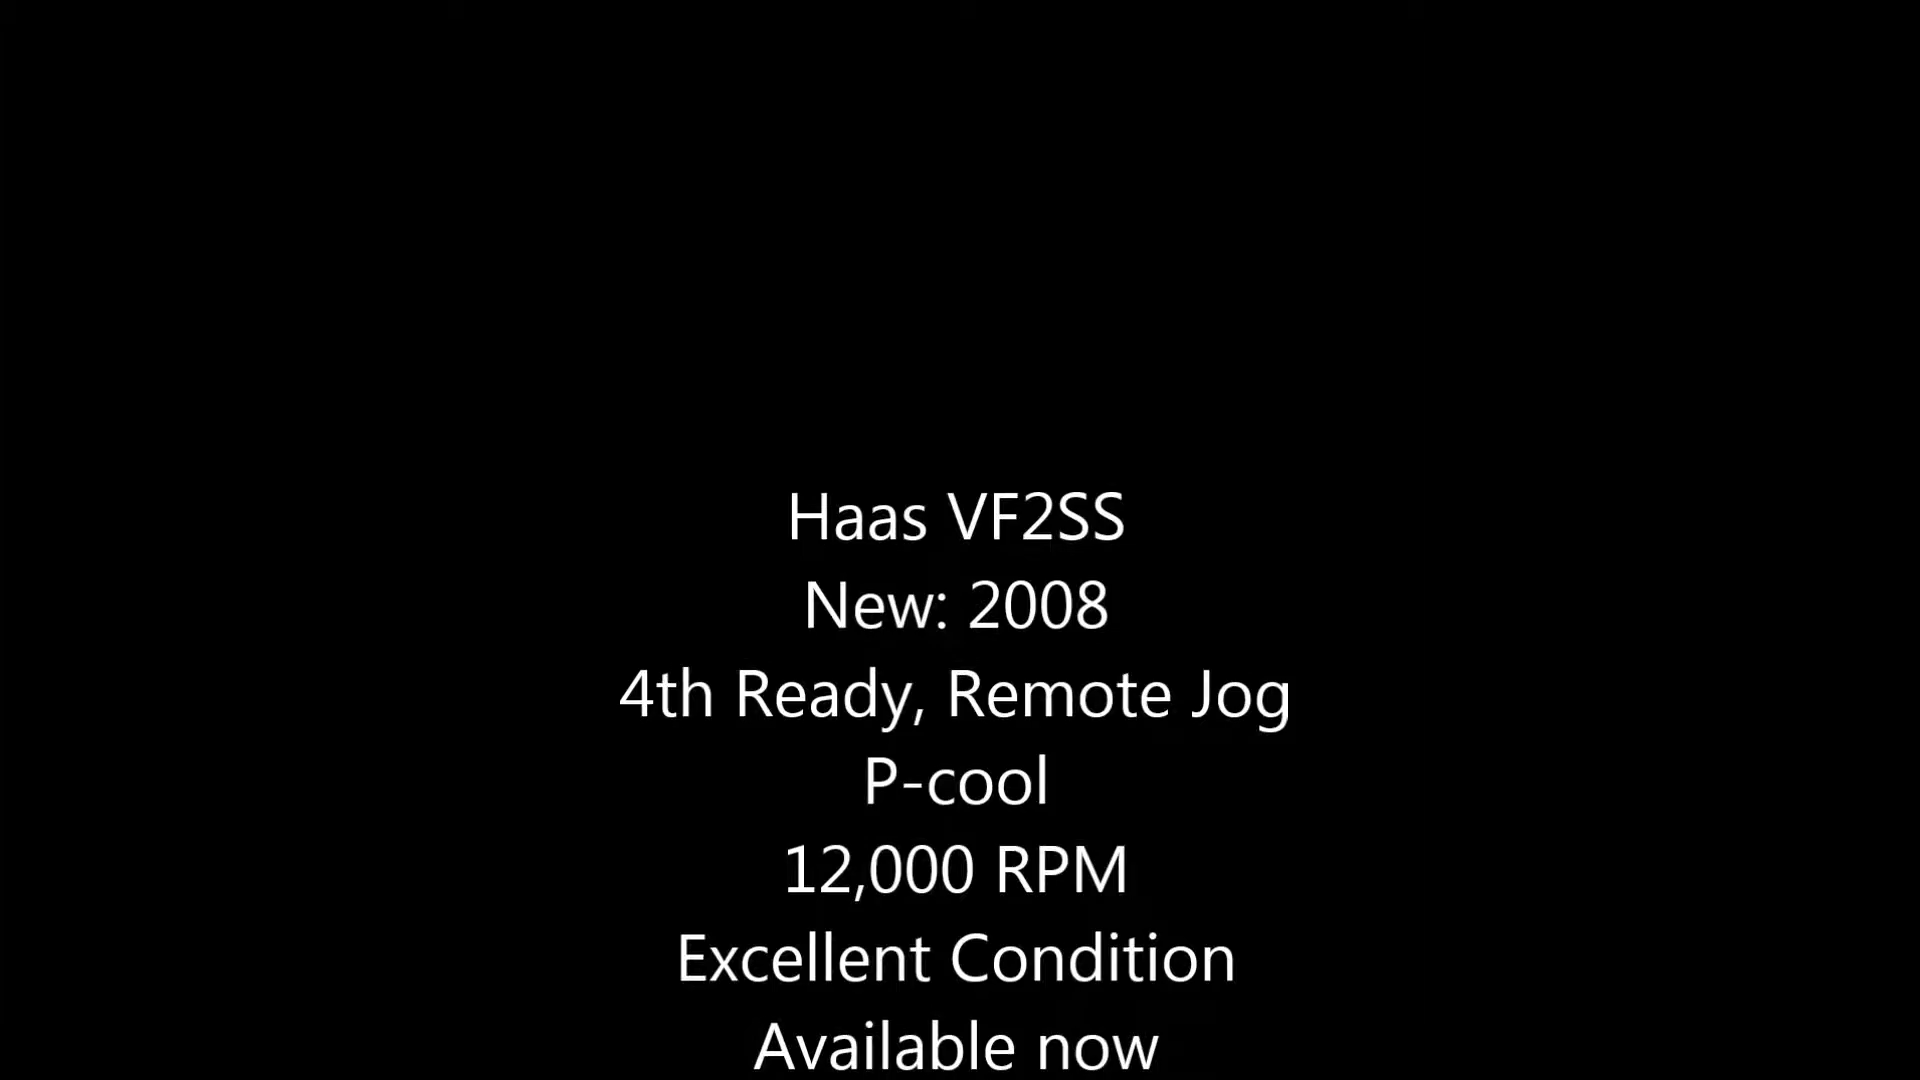 Haas VF2SS
New: 2008
4th Ready, Remote Jog
P-cool
12,000 RPM
Excellent Condition
Available now